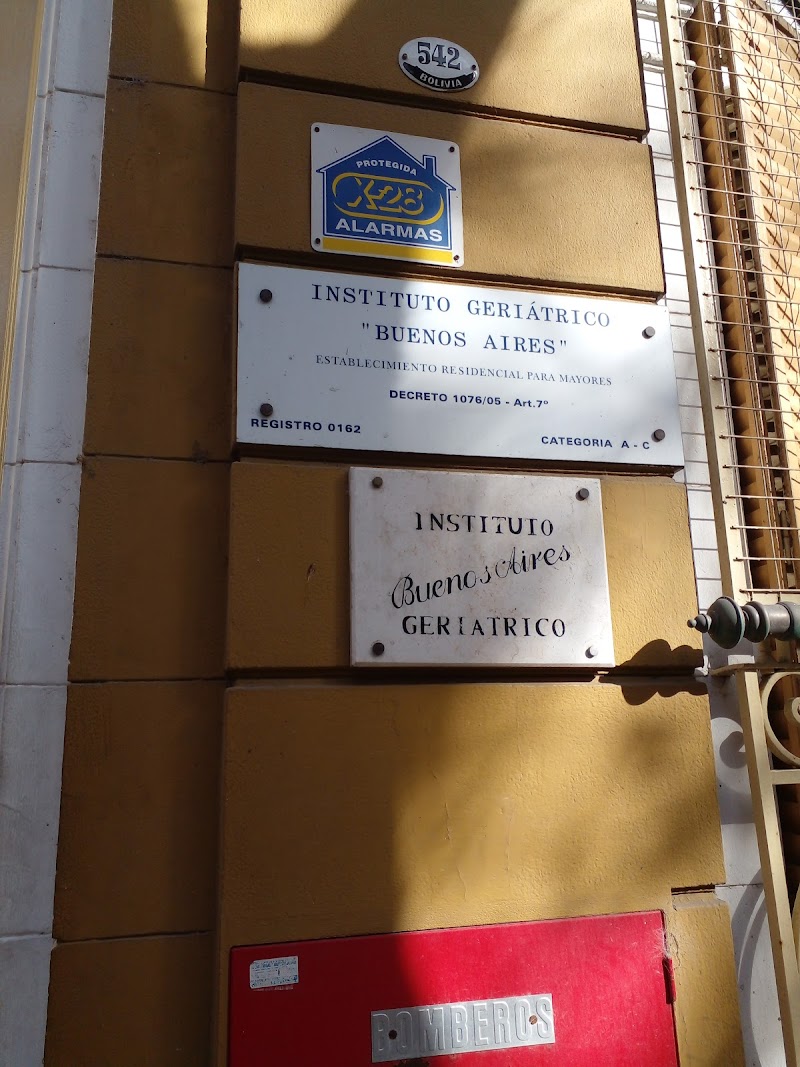 542
BOLIVIA
PROTEGIDA
X-28
ALARMAS
INSTITUTO GERIÁTRICO
"BUENOS AIRES"
ESTABLECIMIENTO RESIDENCIAL PARA MAYORES
DECRETO 1076/05 - Art.7º
REGISTRO 0162
CATEGORIA A - C
INSTITUTO
Buenos Aires
GERIATRICO
BOMBEROS